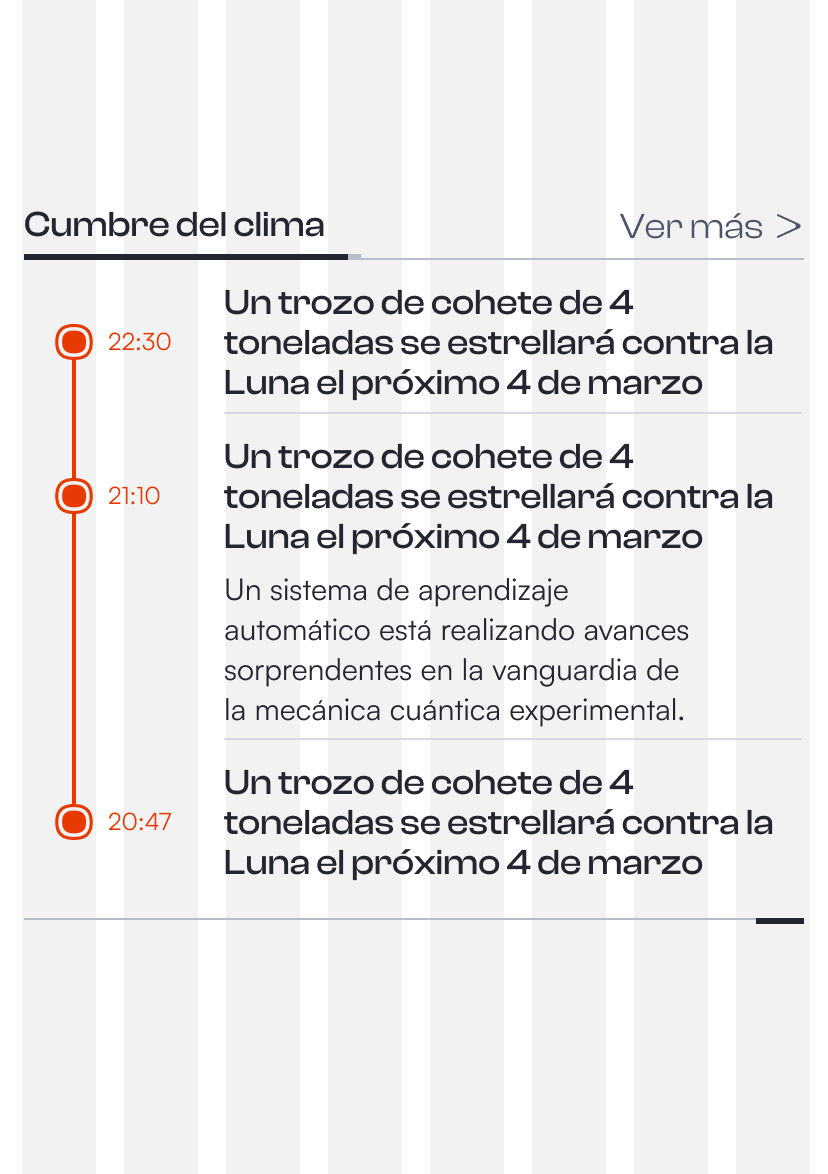 Cumbre del clima
Ver más >
22:30
Un trozo de cohete de 4
toneladas se estrellará contra la
Luna el próximo 4 de marzo
21:10
Un trozo de cohete de 4
toneladas se estrellará contra la
Luna el próximo 4 de marzo
Un sistema de aprendizaje
automático está realizando avances
sorprendentes en la vanguardia de
la mecánica cuántica experimental.
20:47
Un trozo de cohete de 4
toneladas se estrellará contra la
Luna el próximo 4 de marzo